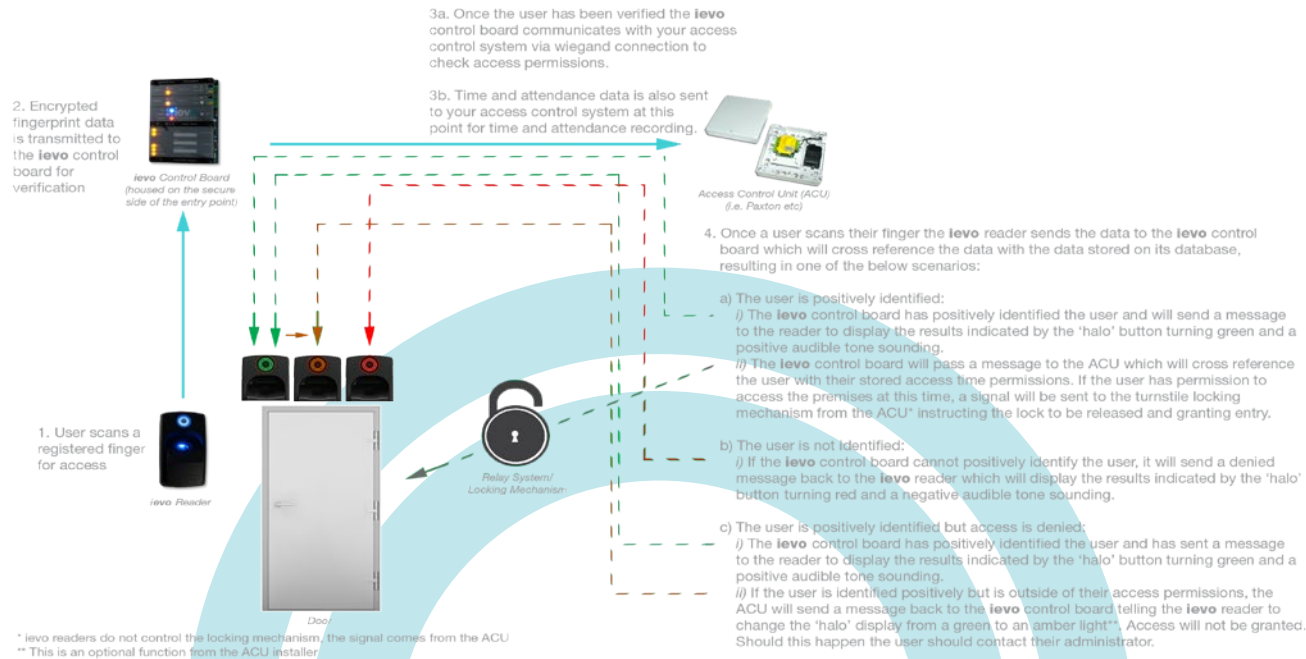 3a. Once the user has been verified the ievo
control board communicates with your access
control system via wiegand connection to
check access permissions.
3b. Time and attendance data is also sent
to your access control system at this
point for time and attendance recording.
2. Encrypted
fingerprint data
is transmitted to
the ievo control
board for
verification
ievo Control Board
(housed on the secure
side of the entry point)
Access Control Unit (ACU)
(i.e. Paxton etc)
1. User scans a
registered finger
for access
ievo Reader
Relay System/
Locking Mechanism
Door
4. Once a user scans their finger the ievo reader sends the data to the ievo control
board which will cross reference the data with the data stored on its database,
resulting in one of the below scenarios:
a) The user is positively identified:
i) The ievo control board has positively identified the user and will send a message
to the reader to display the results indicated by the ‘halo’ button turning green and a
positive audible tone sounding.
ii) The ievo control board will pass a message to the ACU which will cross reference
the user with their stored access time permissions. If the user has permission to
access the premises at this time, a signal will be sent to the turnstile locking
mechanism from the ACU* instructing the lock to be released and granting entry.
b) The user is not identified:
i) If the ievo control board cannot positively identify the user, it will send a denied
message back to the ievo reader which will display the results indicated by the ‘halo’
button turning red and a negative audible tone sounding.
c) The user is positively identified but access is denied:
i) The ievo control board has positively identified the user and has sent a message
to the reader to display the results indicated by the ‘halo’ button turning green and a
positive audible tone sounding.
ii) If the user is identified positively but is outside of their access permissions, the
ACU will send a message back to the ievo control board telling the ievo reader to
change the ‘halo’ display from a green to an amber light**. Access will not be granted.
Should this happen the user should contact their administrator.
* ievo readers do not control the locking mechanism, the signal comes from the ACU
** This is an optional function from the ACU installer